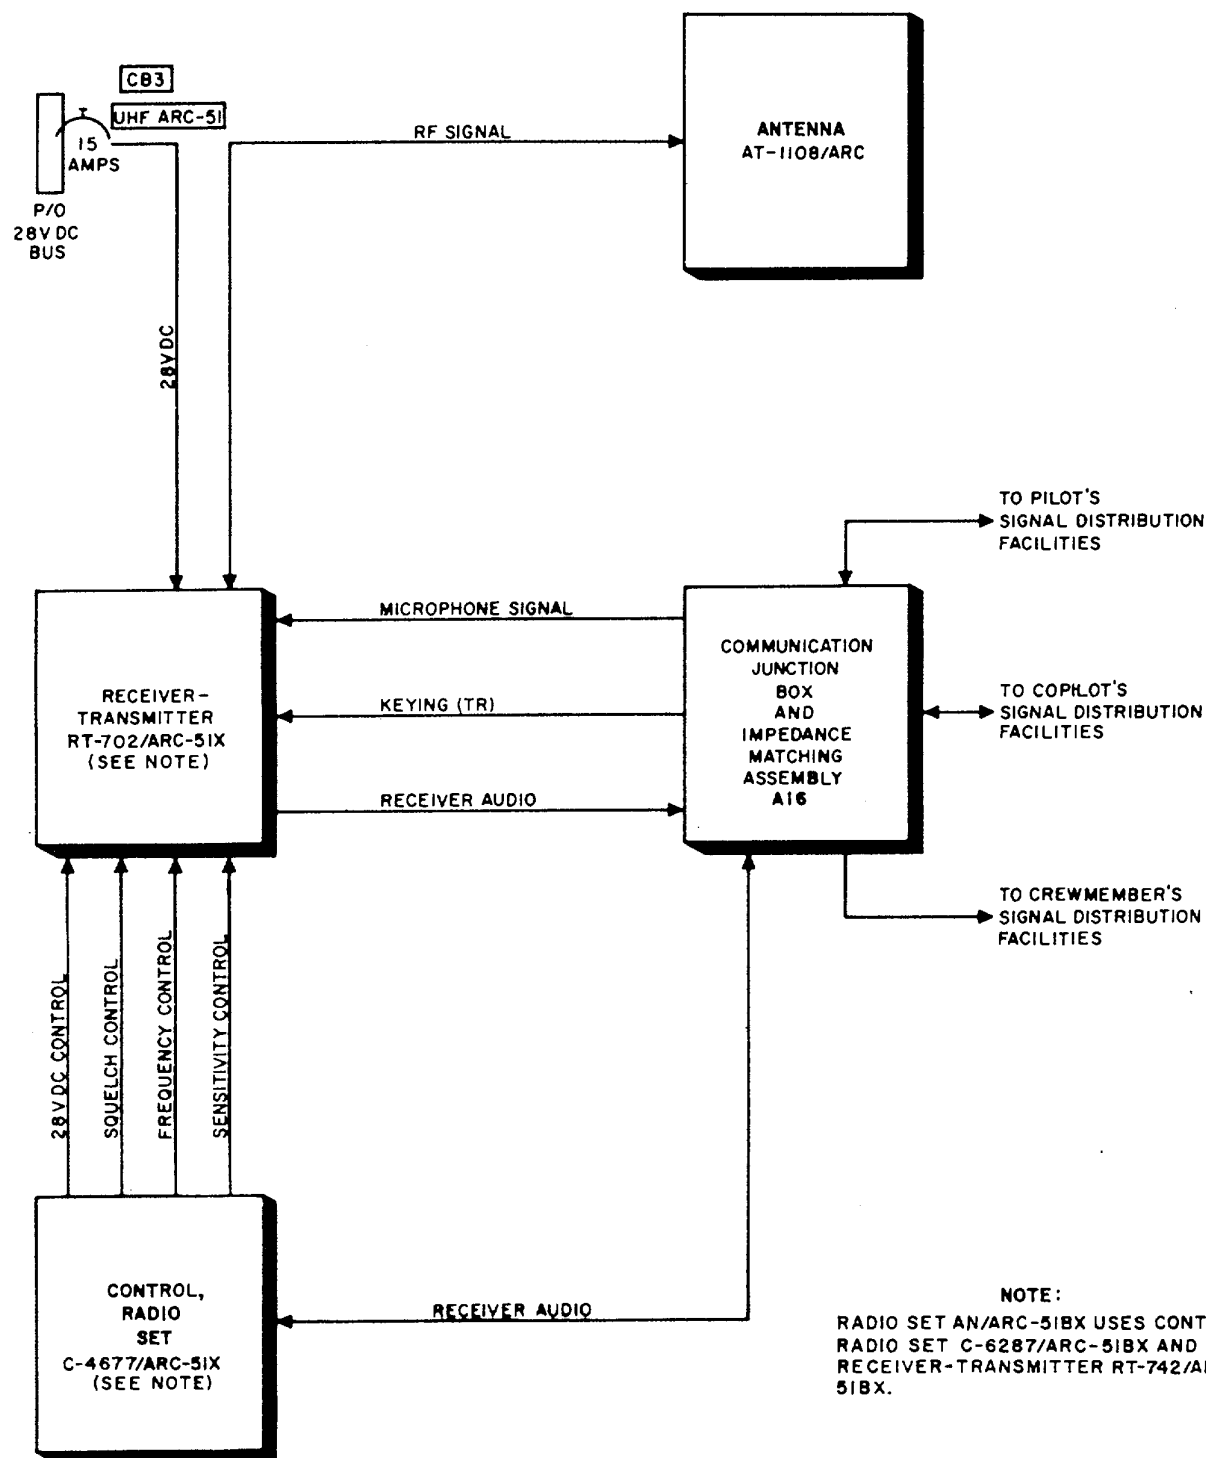 CB3
UHF ARC-51
15
AMPS
P/O
28V DC
BUS
RF SIGNAL
ANTENNA
AT-1108/ARC
28VDC
TO PILOT'S
SIGNAL DISTRIBUTION
FACILITIES
MICROPHONE SIGNAL
KEYING (TR)
RECEIVER AUDIO
RECEIVER-
TRANSMITTER
RT-702/ARC-51X
(SEE NOTE)
COMMUNICATION
JUNCTION
BOX
AND
IMPEDANCE
MATCHING
ASSEMBLY
A16
TO COPILOT'S
SIGNAL DISTRIBUTION
FACILITIES
TO CREWMEMBER'S
SIGNAL DISTRIBUTION
FACILITIES
28VDC CONTROL
SQUELCH CONTROL
FREQUENCY CONTROL
SENSITIVITY CONTROL
CONTROL,
RADIO
SET
C-4677/ARC-51X
(SEE NOTE)
RECEIVER AUDIO
NOTE:
RADIO SET AN/ARC-51BX USES CONT
RADIO SET C-6287/ARC-51BX AND
RECEIVER-TRANSMITTER RT-742/A
51BX.